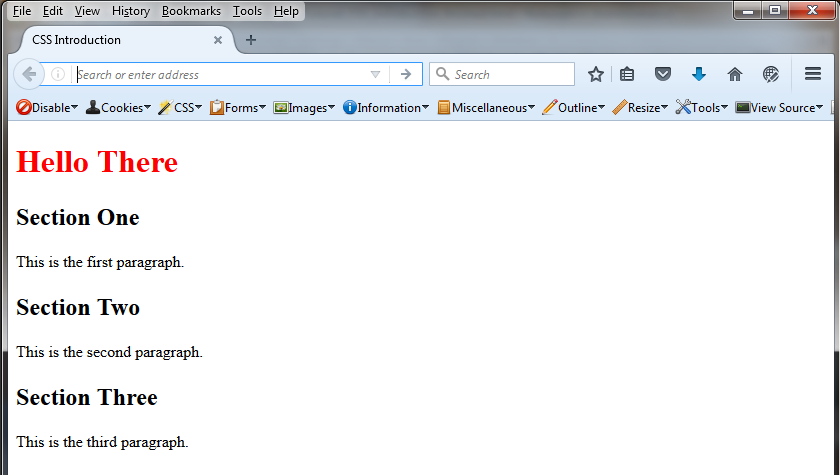 File Edit View History Bookmarks Tools Help
CSS Introduction
Search or enter address Search
Disable Cookies CSS Forms Images Information Miscellaneous Outline Resize Tools View Source
Hello There
Section One
This is the first paragraph.
Section Two
This is the second paragraph.
Section Three
This is the third paragraph.